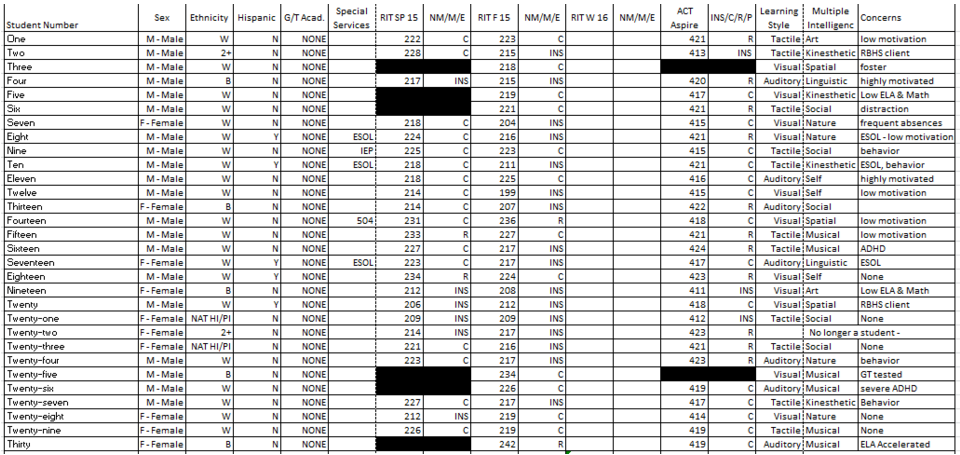 Student Number Sex Ethnicity Hispanic G/T Acad. Special Services RIT SP 15 NM/M/E RIT F 15 NM/M/E RIT W 16 NM/M/E ACT Aspire INS/C/R/P Learning Style Multiple Intelligenc Concerns
One M - Male W N NONE 222 C 223 C 421 R Tactile Art low motivation
Two M - Male 2+ N NONE 228 C 215 INS 413 INS Tactile Kinesthetic RBHS client
Three M - Male W N NONE 218 C Visual Spatial foster
Four M - Male B N NONE 217 INS 215 INS 420 R Auditory Linguistic highly motivated
Five M - Male W N NONE 219 C 417 C Visual Kinesthetic Low ELA & Math
Six M - Male W N NONE 221 C 421 R Tactile Social distraction
Seven F - Female W N NONE 218 C 204 INS 415 C Visual Nature frequent absences
Eight M - Male W Y NONE ESOL 224 C 216 INS 421 R Visual Nature ESOL - low motivation
Nine M - Male W N NONE IEP 225 C 223 C 415 C Tactile Social behavior
Ten M - Male W Y NONE ESOL 218 C 211 INS 421 C Tactile Kinesthetic ESOL, behavior
Eleven M - Male W N NONE 218 C 225 C 416 C Auditory Self highly motivated
Twelve M - Male W N NONE 214 C 199 INS 415 C Visual Self low motivation
Thirteen F - Female B N NONE 214 C 207 INS 422 R Auditory Social
Fourteen M - Male W N NONE 504 231 C 236 R 418 C Visual Spatial low motivation
Fifteen M - Male W N NONE 233 R 227 C 421 R Tactile Musical low motivation
Sixteen M - Male W N NONE 227 C 217 INS 424 R Tactile Musical ADHD
Seventeen F - Female W Y NONE ESOL 223 C 217 INS 417 C Auditory Linguistic ESOL
Eighteen F - Female W Y NONE 234 R 224 C 423 R Visual Self None
Nineteen F - Female B N NONE 212 INS 208 INS 411 INS Visual Art Low ELA & Math
Twenty M - Male W Y NONE 206 INS 212 INS 418 C Visual Spatial RBHS client
Twenty-one F - Female NAT HI/PI N NONE 209 INS 209 INS 412 INS Tactile Social None
Twenty-two F - Female 2+ N NONE 214 INS 217 INS 423 R No longer a student -
Twenty-three F - Female NAT HI/PI N NONE 221 C 216 INS 421 R Tactile Social None
Twenty-four M - Male W N NONE 223 C 217 INS 423 R Auditory Nature behavior
Twenty-five M - Male B N NONE 234 C Visual Musical GT tested
Twenty-six F - Female W N NONE 226 C 419 C Auditory Musical severe ADHD
Twenty-seven M - Male W N NONE 227 C 217 INS 417 C Tactile Kinesthetic Behavior
Twenty-eight F - Female W N NONE 212 INS 219 C 414 C Visual Nature None
Twenty-nine M - Male W N NONE 226 C 219 C 419 C Tactile Musical None
Thirty F - Female B N NONE 242 R 419 C Auditory Musical ELA Accelerated